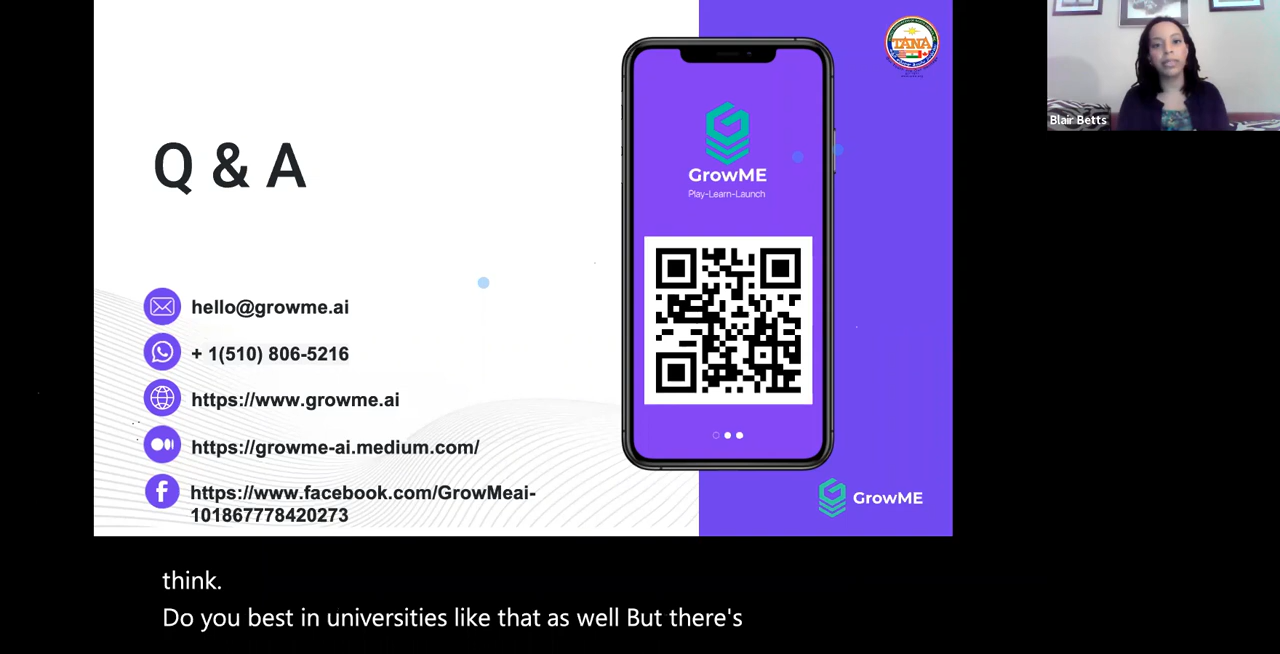 Q & A
hello@growme.ai
+ 1(510) 806-5216
https://www.growme.ai
https://growme-ai.medium.com/
https://www.facebook.com/GrowMeai-
101867778420273
GrowME
Play-Learn-Launch
TANA
GrowME
Blair Betts
think.
Do you best in universities like that as well But there's